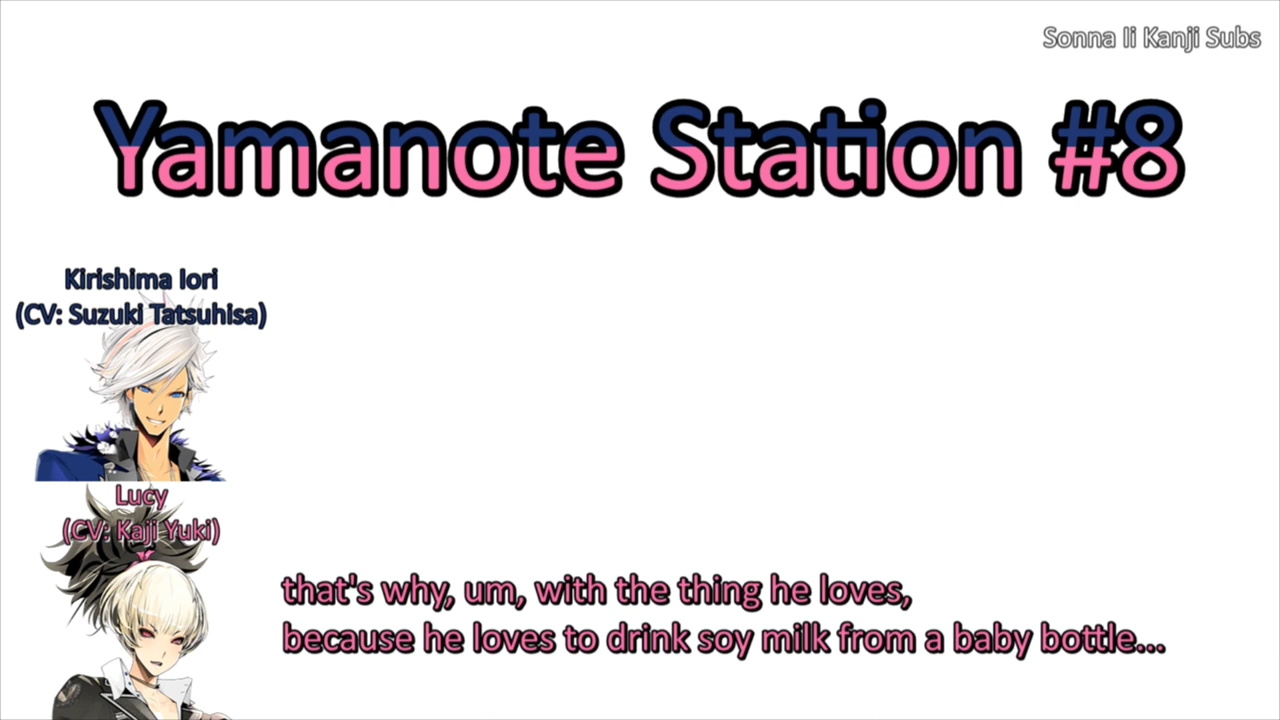 Sonna Ii Kanji Subs
Yamanote Station #8
Kirishima Iori
(CV: Suzuki Tatsuhisa)
Lucy
(CV: Kaji Yuki)
that's why, um, with the thing he loves,
because he loves to drink soy milk from a baby bottle...